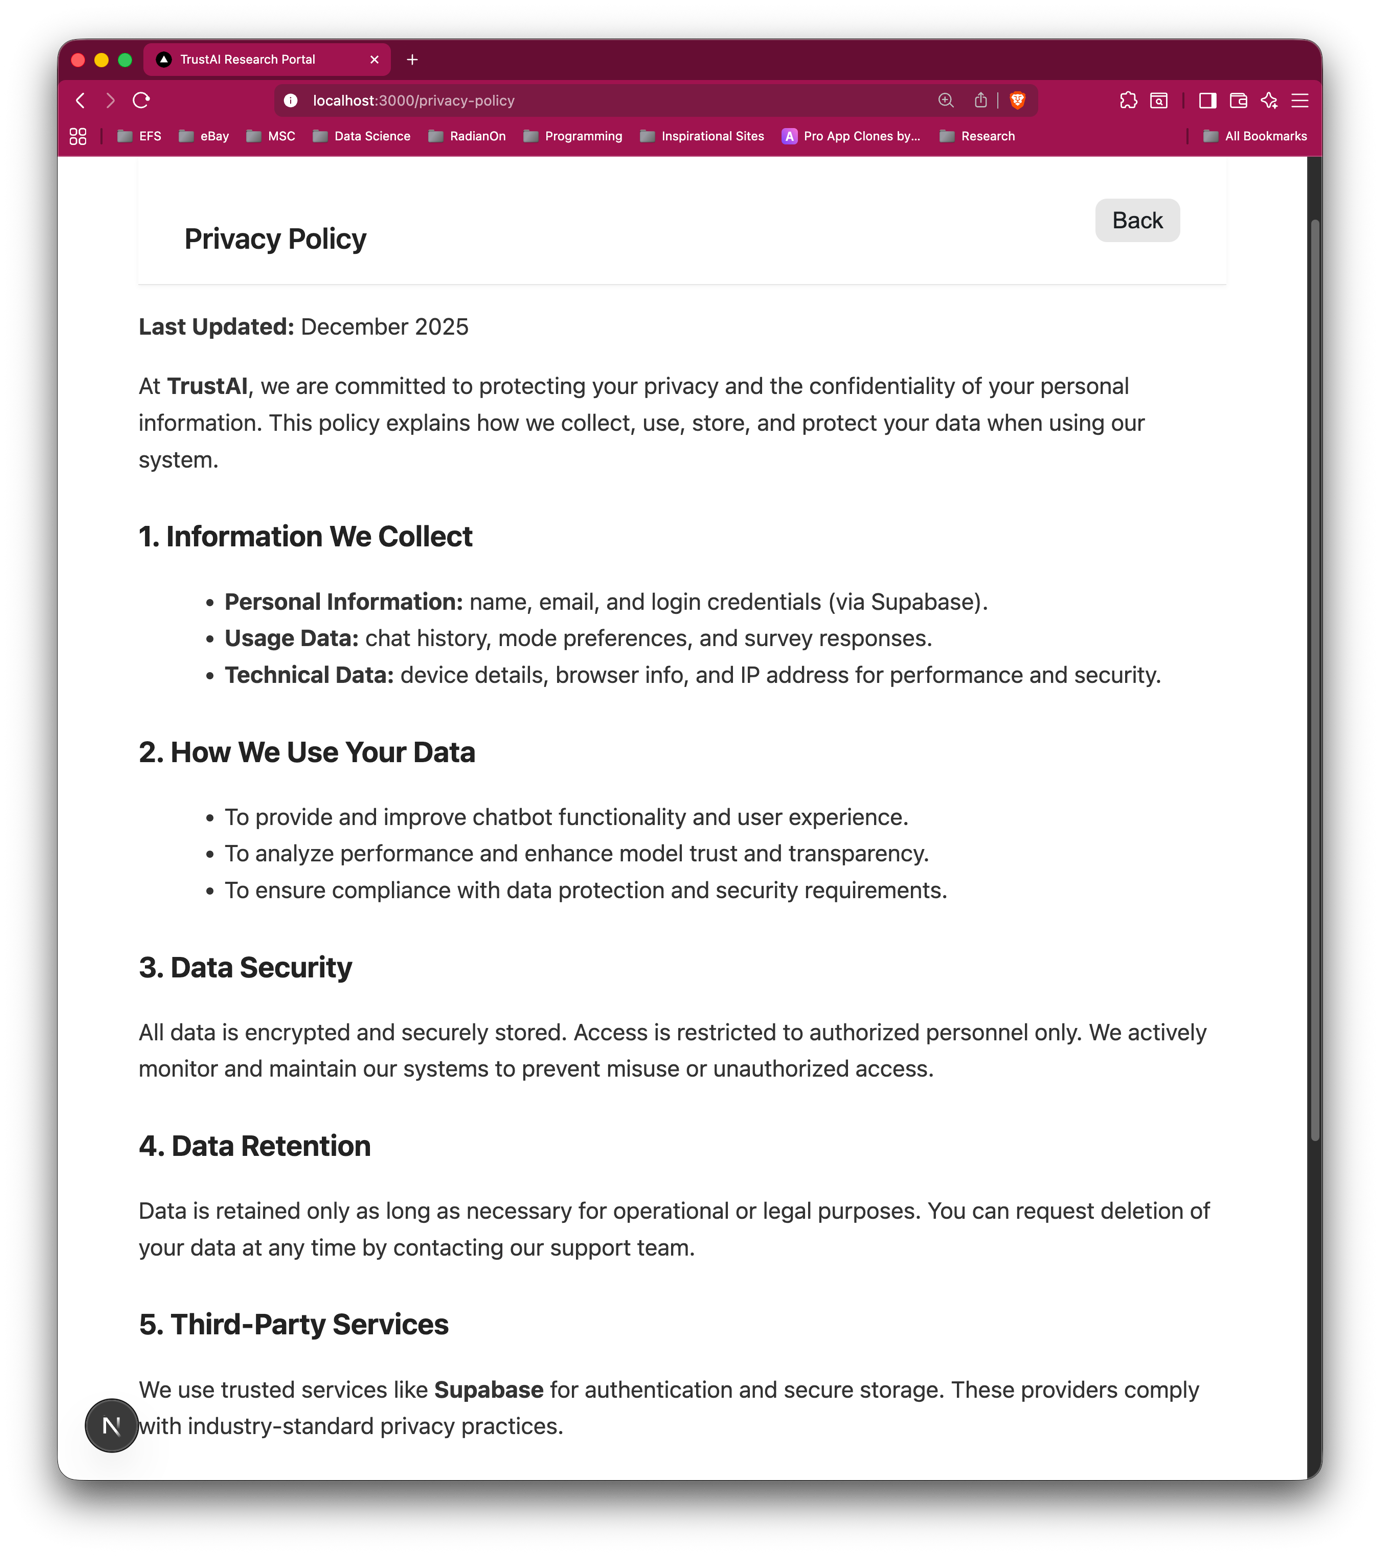 TrustAI Research Portal
localhost:3000/privacy-policy
EFS
eBay
MSC
Data Science
RadianOn
Programming
Inspirational Sites
A
Pro App Clones by...
Research
All Bookmarks
Privacy Policy
Back
Last Updated: December 2025
At TrustAI, we are committed to protecting your privacy and the confidentiality of your personal
information. This policy explains how we collect, use, store, and protect your data when using our
system.
1. Information We Collect
• Personal Information: name, email, and login credentials (via Supabase).
• Usage Data: chat history, mode preferences, and survey responses.
• Technical Data: device details, browser info, and IP address for performance and security.
2. How We Use Your Data
• To provide and improve chatbot functionality and user experience.
• To analyze performance and enhance model trust and transparency.
• To ensure compliance with data protection and security requirements.
3. Data Security
All data is encrypted and securely stored. Access is restricted to authorized personnel only. We actively
monitor and maintain our systems to prevent misuse or unauthorized access.
4. Data Retention
Data is retained only as long as necessary for operational or legal purposes. You can request deletion of
your data at any time by contacting our support team.
5. Third-Party Services
We use trusted services like Supabase for authentication and secure storage. These providers comply
with industry-standard privacy practices.
N